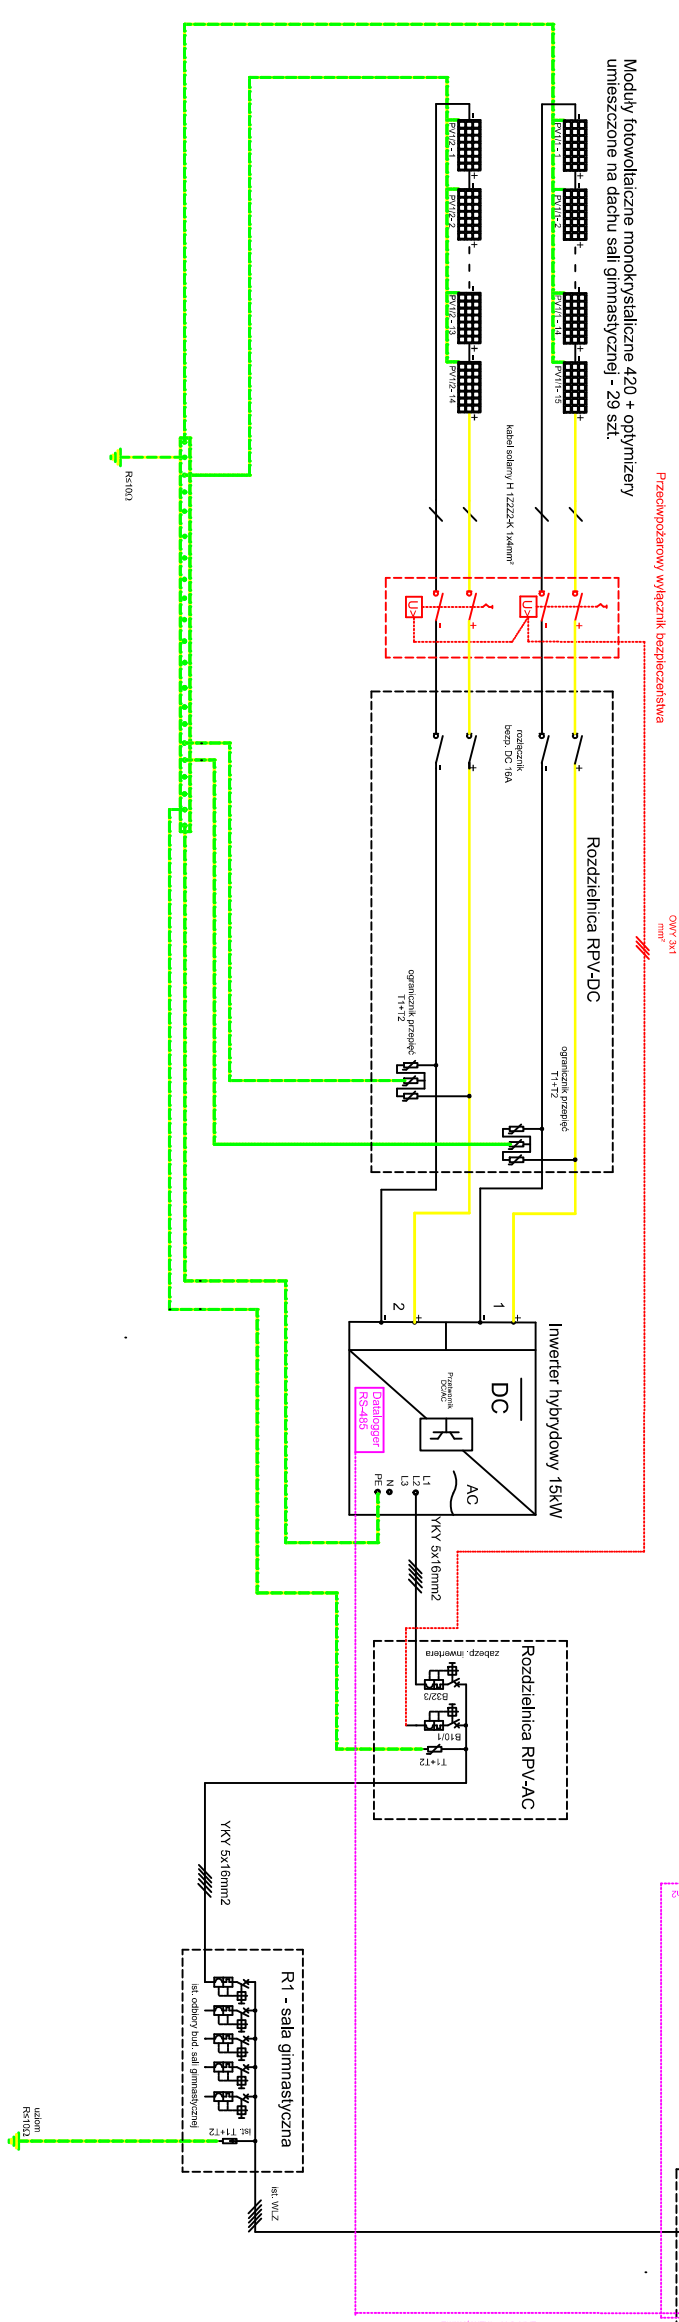 Moduły fotowoltaiczne monokrystaliczne 420 + optymizery
umieszczone na dachu sali gimnastycznej - 29 szt.
PV1/1- 1
PV1/1- 2
PV1/1- 14
PV1/1- 15
PV1/2 - 1
PV1/2- 2
PV1/2 - 13
PV1/2- 14
kabel solarny H 1Z2Z2-K 1x4mm²
R≤10Ω
Przeciwpożarowy wyłącznik bezpieczeństwa
U>
U>
OWY 3x1
mm²
Rozdzielnica RPV-DC
rozłącznik
bezp. DC 16A
ogranicznik przepięć
T1+T2
ogranicznik przepięć
T1+T2
Inwerter hybrydowy 15kW
1
2
DC
Przetwornik
DC/AC
AC
Datalogger
RS-485
L1
L2
L3
N
PE
YKY 5x16mm2
Rozdzielnica RPV-AC
zabezp. inwertera
B32/3
B10/1
T1+T2
YKY 5x16mm2
R1 - sala gimnastyczna
ist. odbiory bud. sali gimnastycznej
ist. T1+T2
uziom
R≤10Ω
ist. WLZ